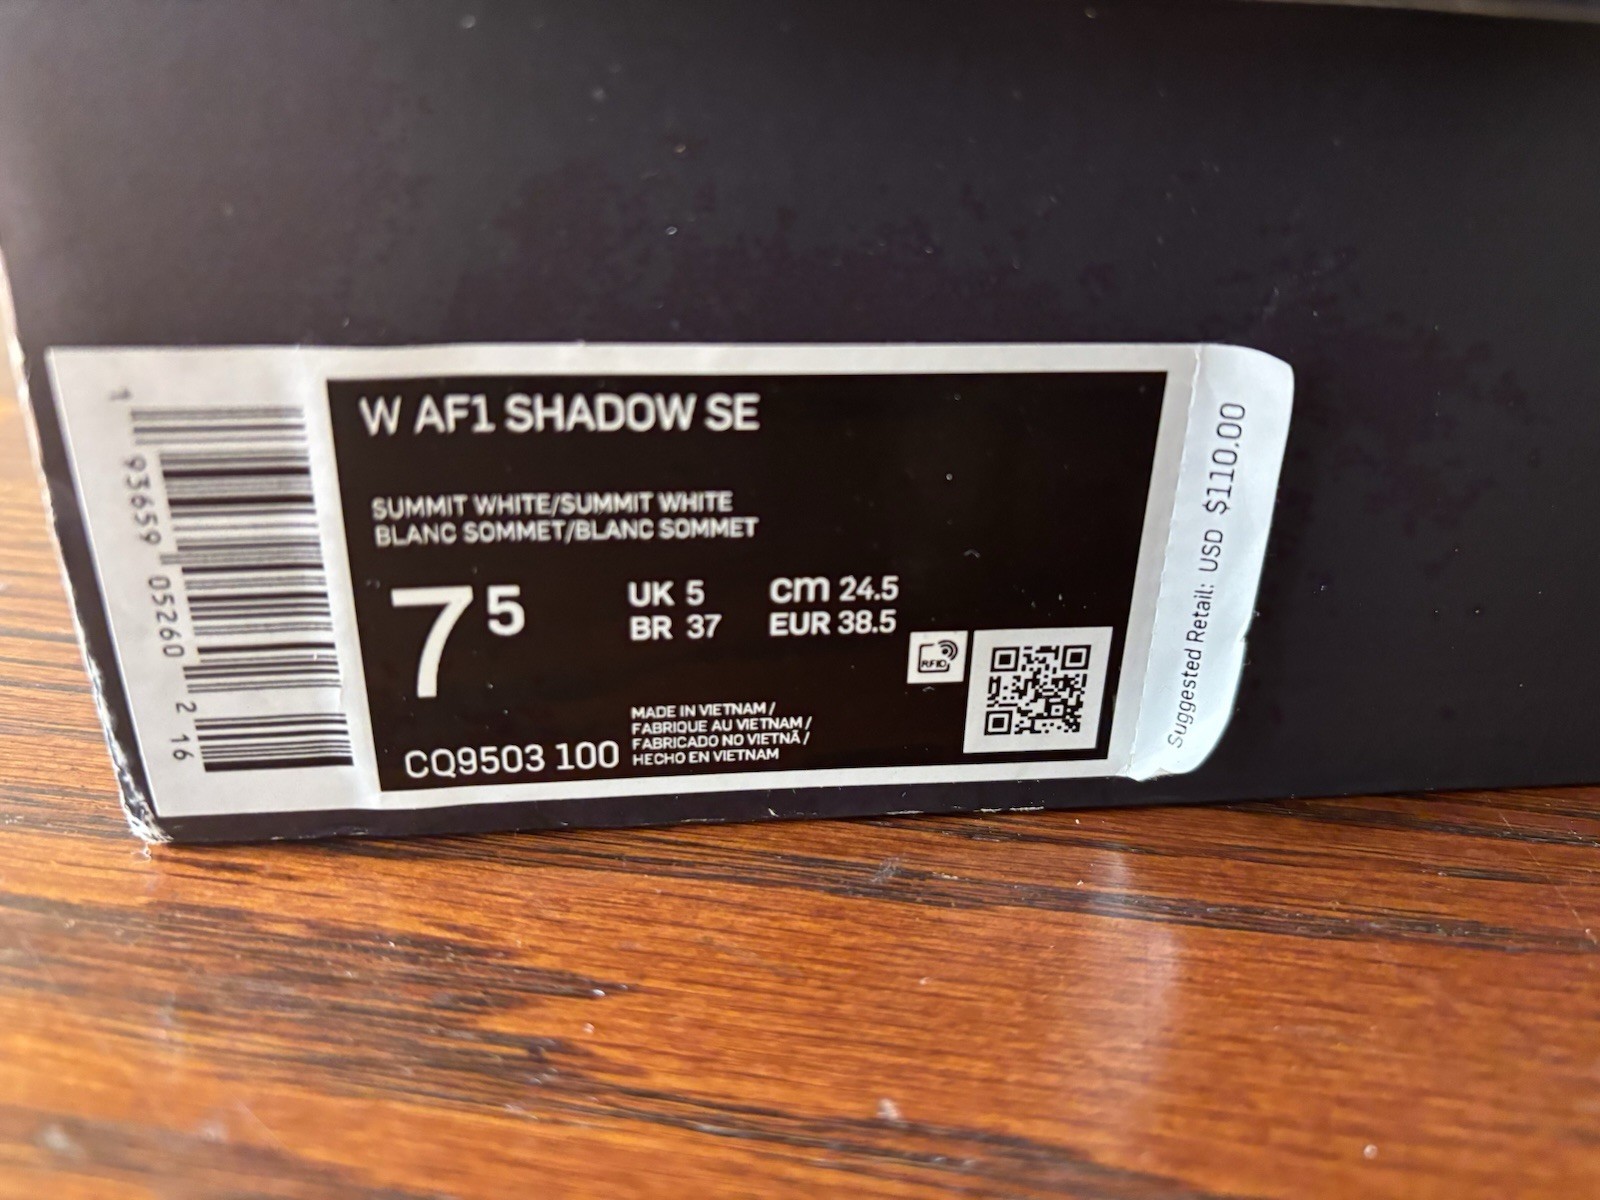 W AF1 SHADOW SE
SUMMIT WHITE/SUMMIT WHITE
BLANC SOMMET/BLANC SOMMET
7 5
UK 5
cm 24.5
BR 37
EUR 38.5
RFID
CQ9503 100
MADE IN VIETNAM /
FABRIQUE AU VIETNAM /
FABRICADO NO VIETNÃ /
HECHO EN VIETNAM
1 93659 05260 2 16
Suggested Retail: USD $110.00